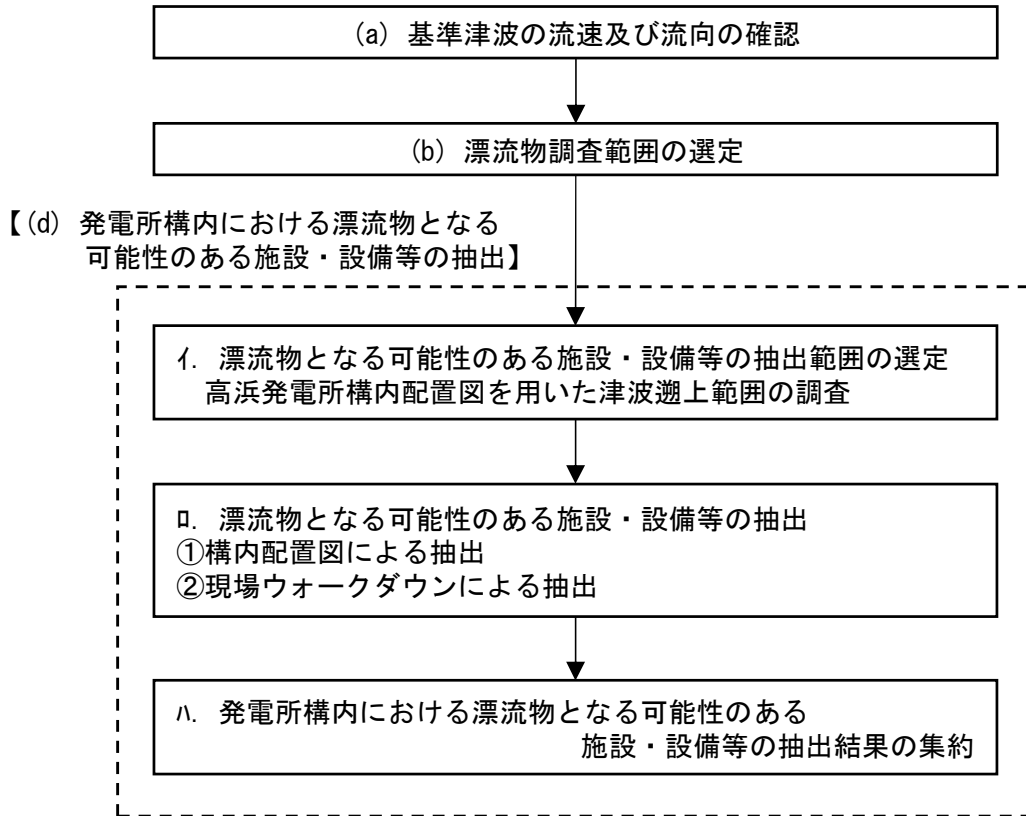 (a) 基準津波の流速及び流向の確認
(b) 漂流物調査範囲の選定
【(d) 発電所構内における漂流物となる
可能性のある施設・設備等の抽出】
ｲ. 漂流物となる可能性のある施設・設備等の抽出範囲の選定
高浜発電所構内配置図を用いた津波遡上範囲の調査
ﾛ. 漂流物となる可能性のある施設・設備等の抽出
①構内配置図による抽出
②現場ウォークダウンによる抽出
ﾊ. 発電所構内における漂流物となる可能性のある
施設・設備等の抽出結果の集約